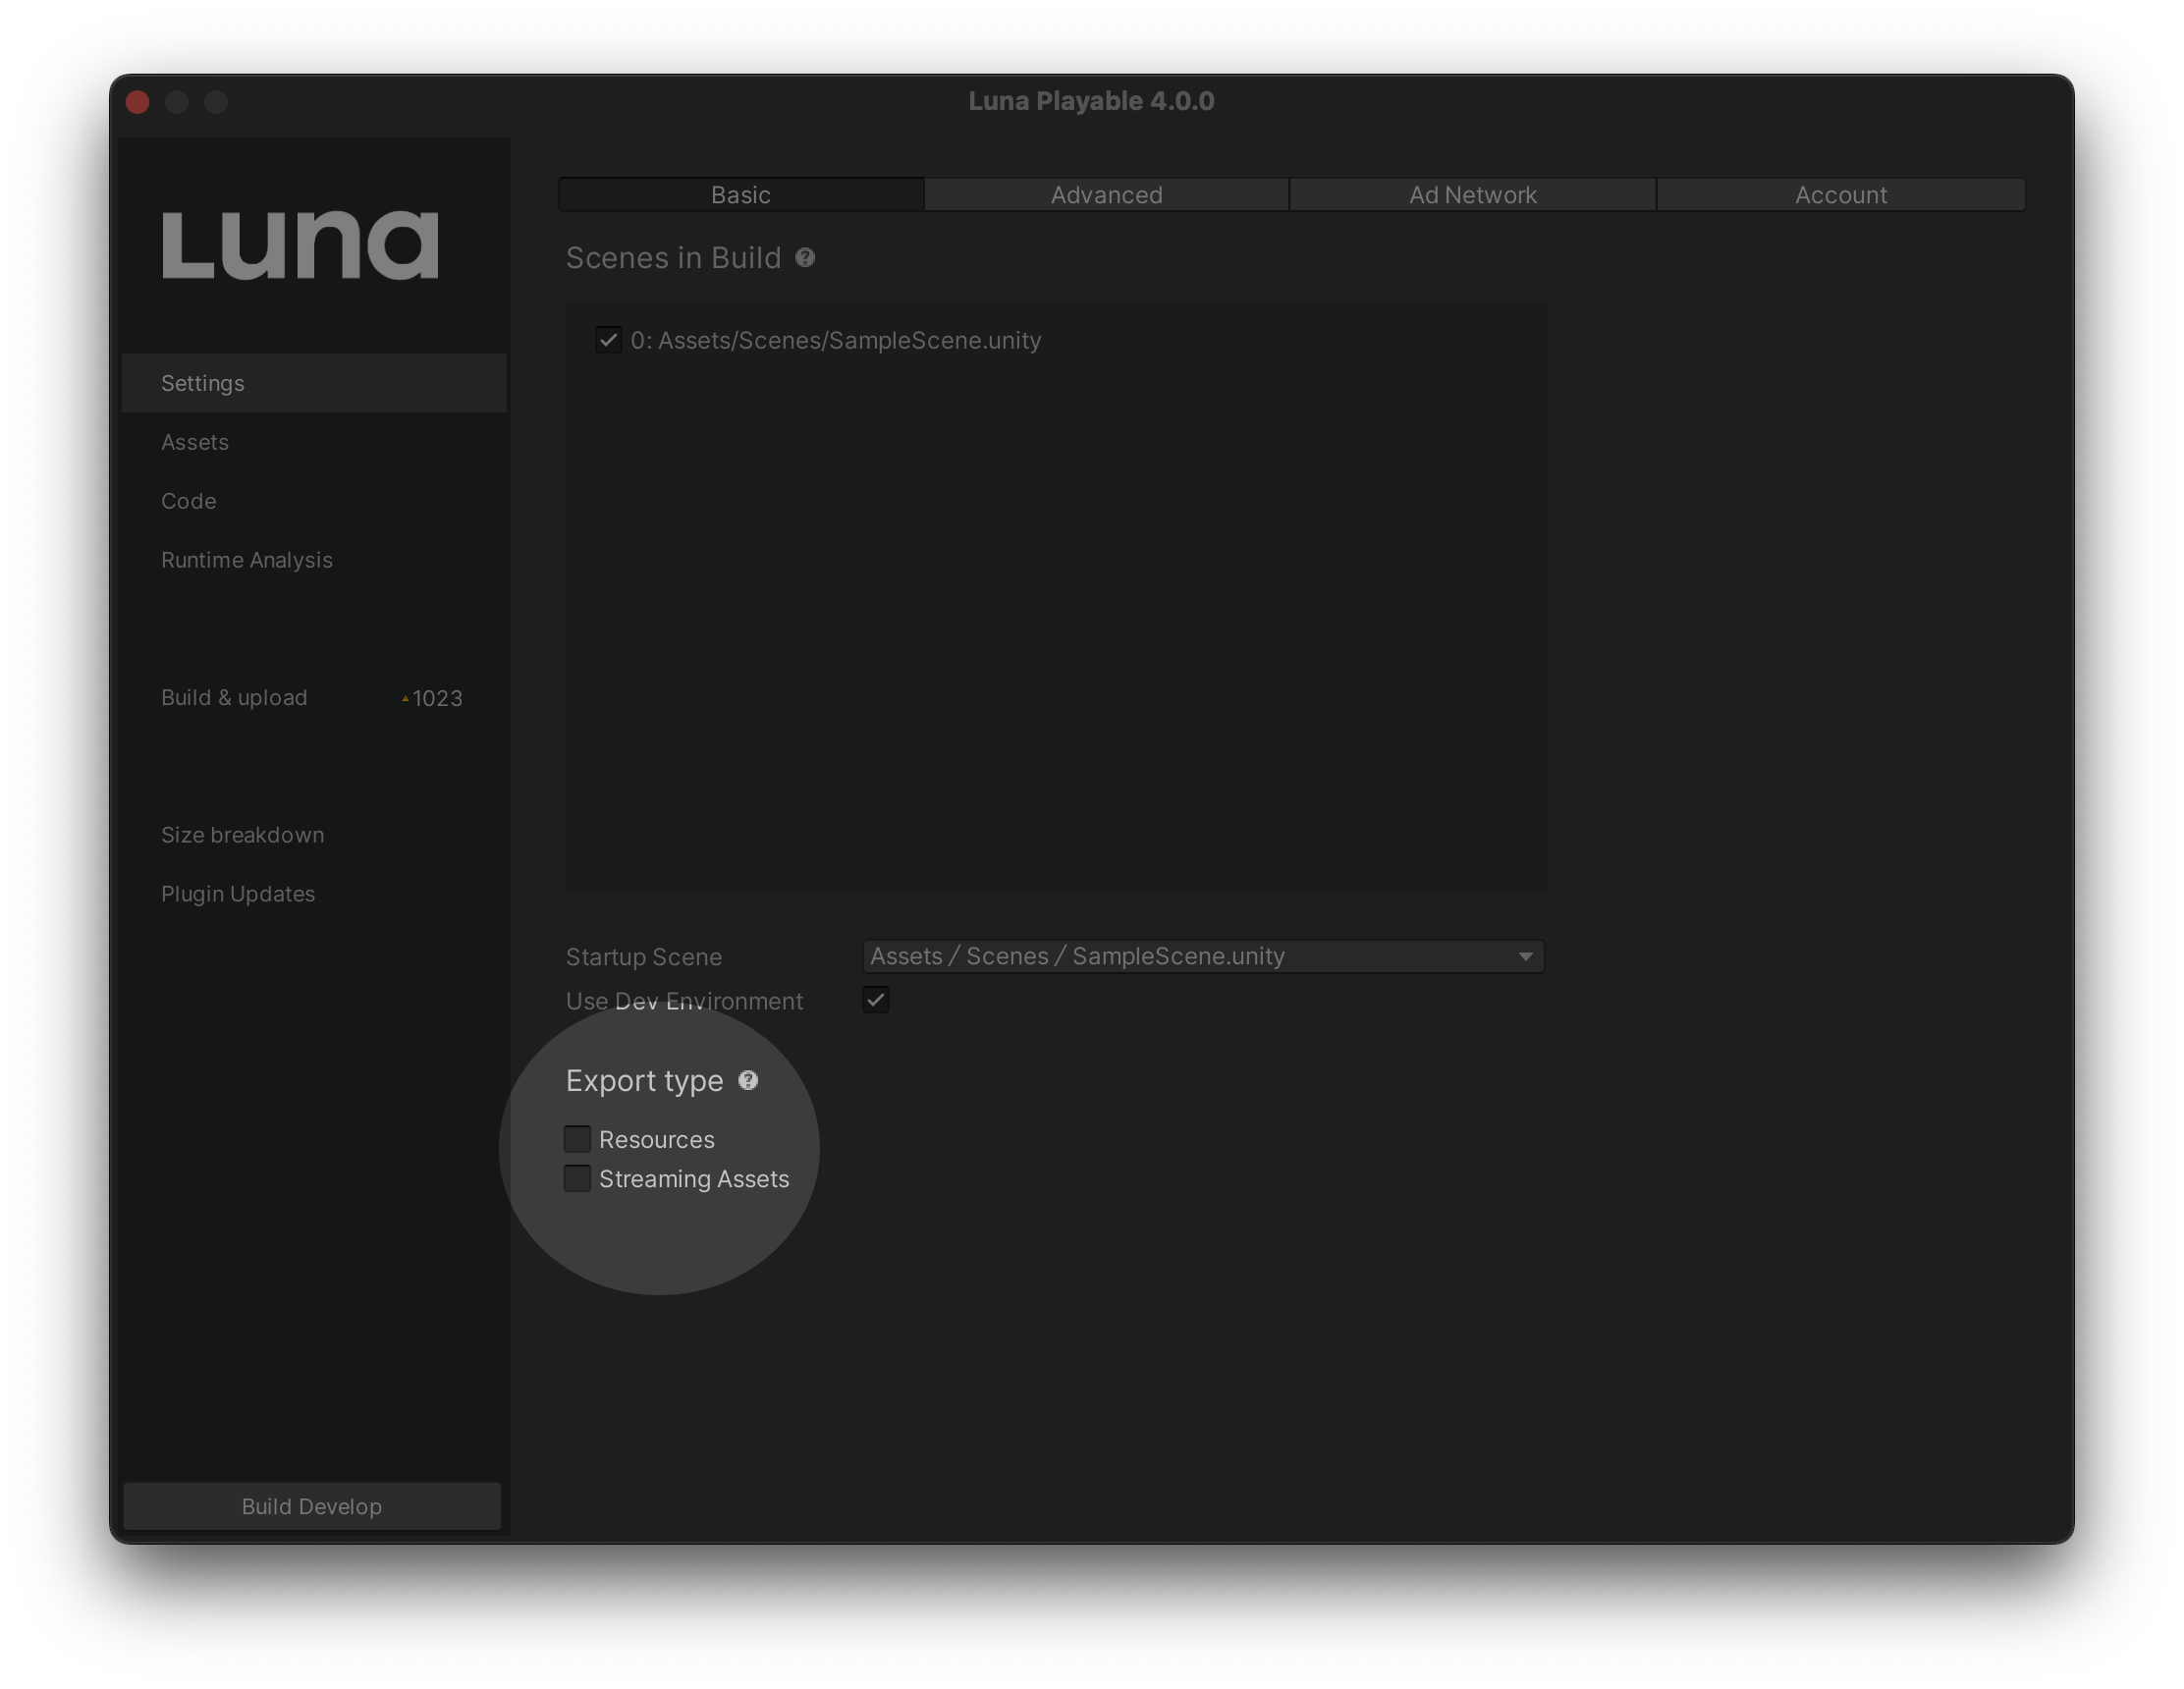 Luna Playable 4.0.0
Luna
Settings
Assets
Code
Runtime Analysis
Build & upload 1023
Size breakdown
Plugin Updates
Build Develop
Basic Advanced Ad Network Account
Scenes in Build ?
0: Assets/Scenes/SampleScene.unity
Startup Scene Assets / Scenes / SampleScene.unity
Use Dev Environment
Export type ?
Resources
Streaming Assets